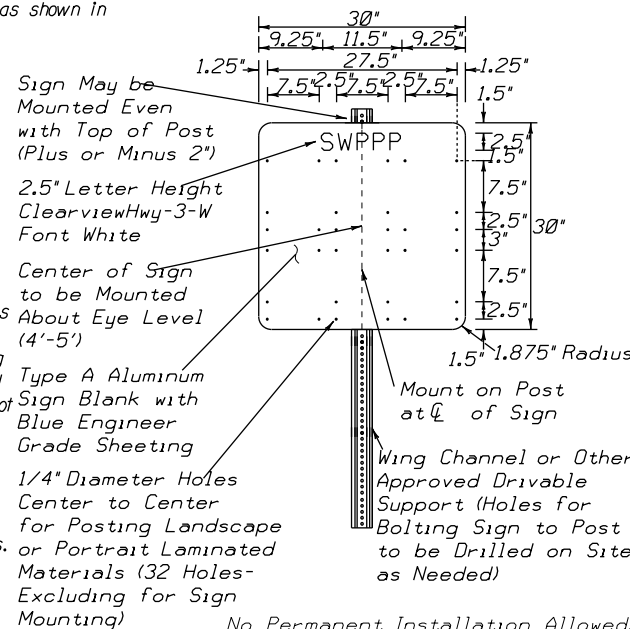 as shown in
30"
9.25" 11.5" 9.25"
1.25" 27.5" 1.25"
7.5" 2.5" 7.5" 2.5" 7.5"
1.5"
2.5"
1.5"
7.5"
2.5"
3"
7.5"
2.5"
1.5"
30"
SWPPP
Sign May be
Mounted Even
with Top of Post
(Plus or Minus 2")
2.5" Letter Height
ClearviewHwy-3-W
Font White
Center of Sign
to be Mounted
About Eye Level
(4'-5')
Type A Aluminum
Sign Blank with
Blue Engineer
Grade Sheeting
1/4" Diameter Holes
Center to Center
for Posting Landscape
or Portrait Laminated
Materials (32 Holes-
Excluding for Sign
Mounting)
1.875" Radius
Mount on Post
at ℄ of Sign
Wing Channel or Other
Approved Drivable
Support (Holes for
Bolting Sign to Post
to be Drilled on Site
as Needed)
No Permanent Installation Allowed